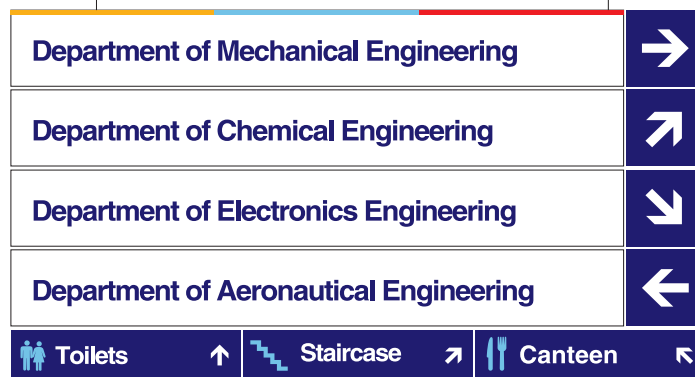 Department of Mechanical Engineering
Department of Chemical Engineering
Department of Electronics Engineering
Department of Aeronautical Engineering
Toilets Staircase Canteen